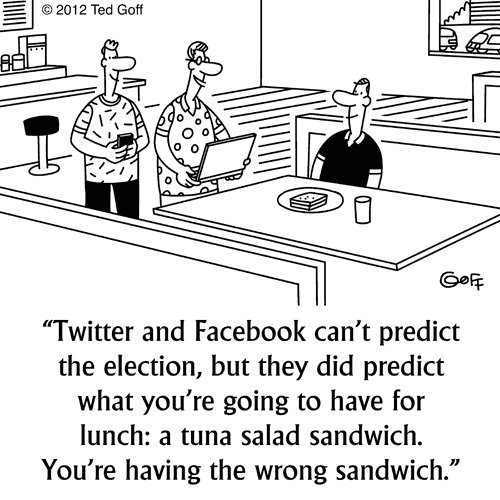 © 2012 Ted Goff
GOFF
“Twitter and Facebook can’t predict
the election, but they did predict
what you’re going to have for
lunch: a tuna salad sandwich.
You’re having the wrong sandwich.”